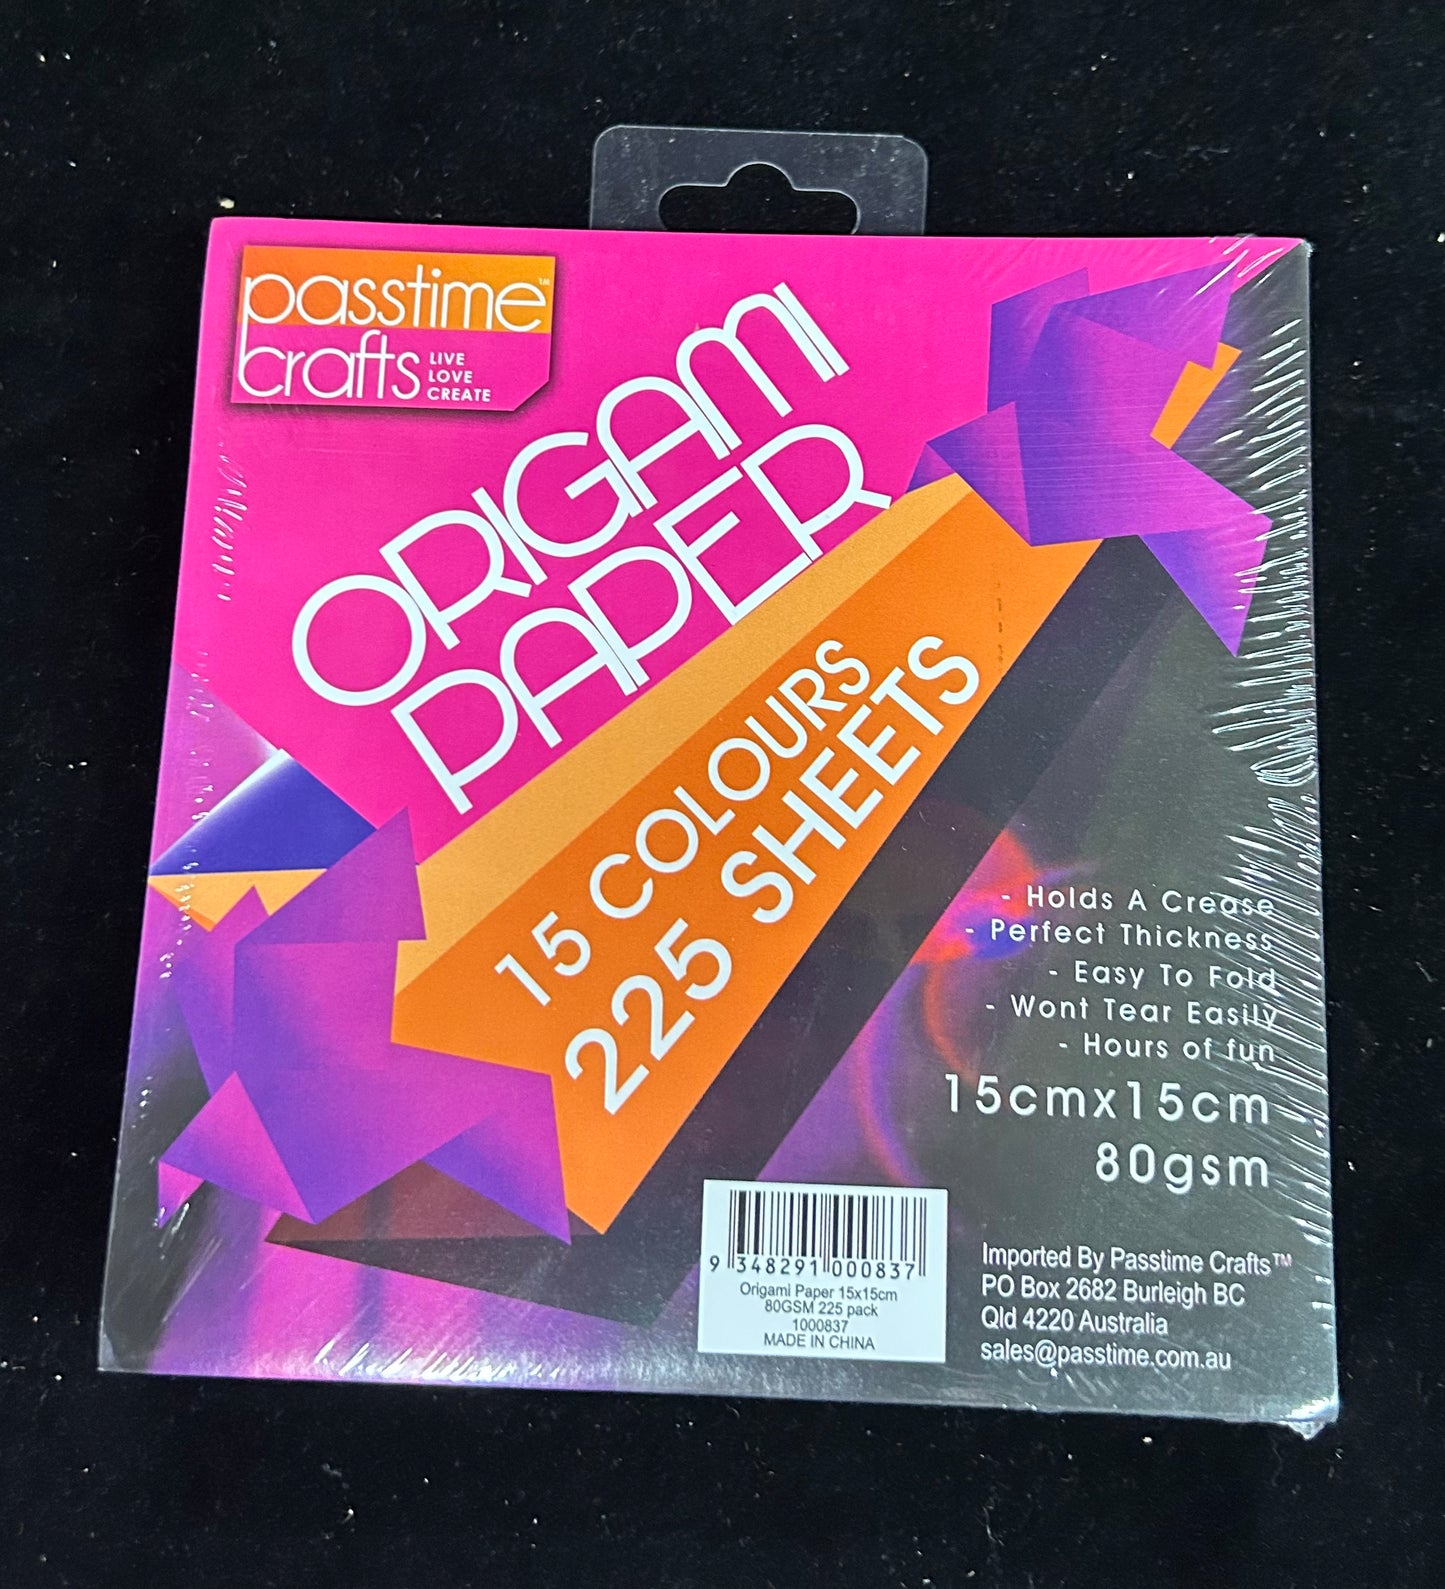 passtime™
crafts
LIVE
LOVE
CREATE
ORIGAMI
PAPER
15 COLOURS
225 SHEETS
- Holds A Crease
- Perfect Thickness
- Easy To Fold
- Wont Tear Easily
- Hours of fun
15cmx15cm
80gsm
9 348291 000837
Origami Paper 15x15cm
80GSM 225 pack
1000837
MADE IN CHINA
Imported By Passtime Crafts™
PO Box 2682 Burleigh BC
Qld 4220 Australia
sales@passtime.com.au